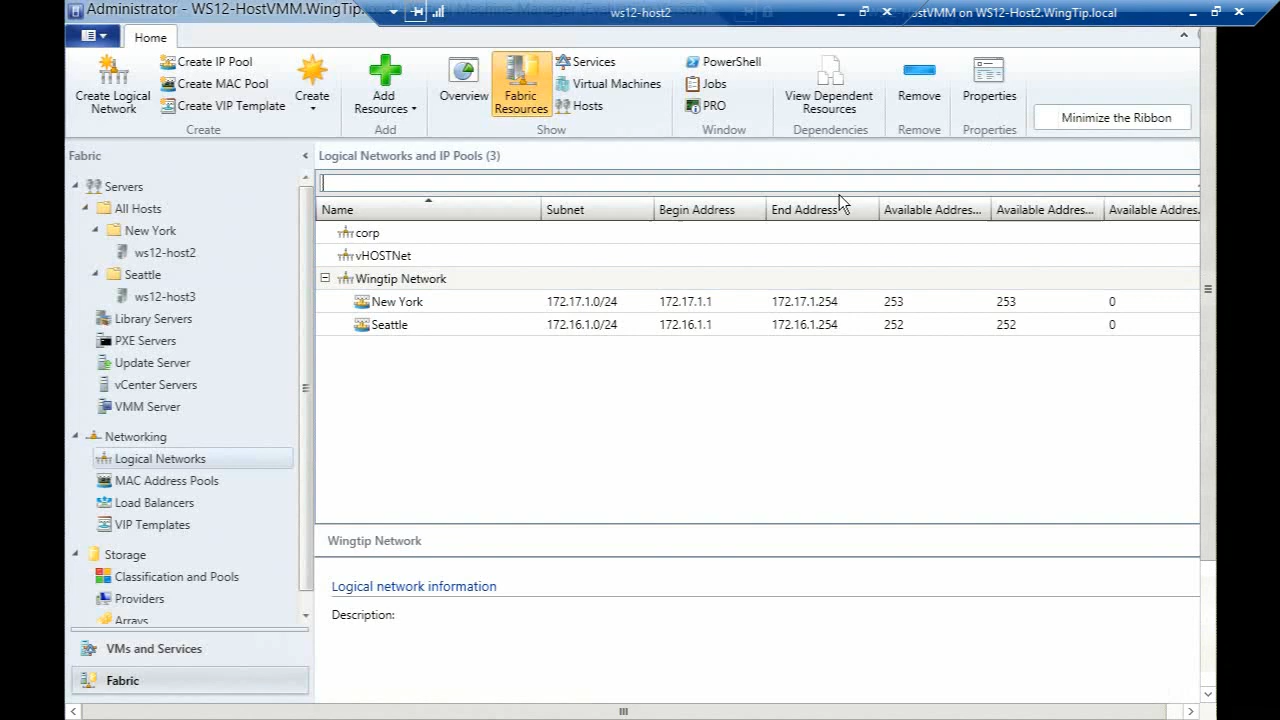 Administrator - WS12-HostVMM.WingTip.
ws12-host2
ostVMM on WS12-Host2.WingTip.local
Home
Create Logical Network
Create IP Pool
Create MAC Pool
Create VIP Template
Create
Create
Add Resources
Add
Overview
Fabric Resources
Services
Virtual Machines
Hosts
Show
PowerShell
Jobs
PRO
Window
View Dependent Resources
Dependencies
Remove
Remove
Properties
Properties
Minimize the Ribbon
Fabric
Servers
All Hosts
New York
ws12-host2
Seattle
ws12-host3
Library Servers
PXE Servers
Update Server
vCenter Servers
VMM Server
Networking
Logical Networks
MAC Address Pools
Load Balancers
VIP Templates
Storage
Classification and Pools
Providers
Arrays
VMs and Services
Fabric
Logical Networks and IP Pools (3)
Name Subnet Begin Address End Address Available Addres... Available Addres... Available Addres.
corp
vHOSTNet
Wingtip Network
New York 172.17.1.0/24 172.17.1.1 172.17.1.254 253 253 0
Seattle 172.16.1.0/24 172.16.1.1 172.16.1.254 252 252 0
Wingtip Network
Logical network information
Description: